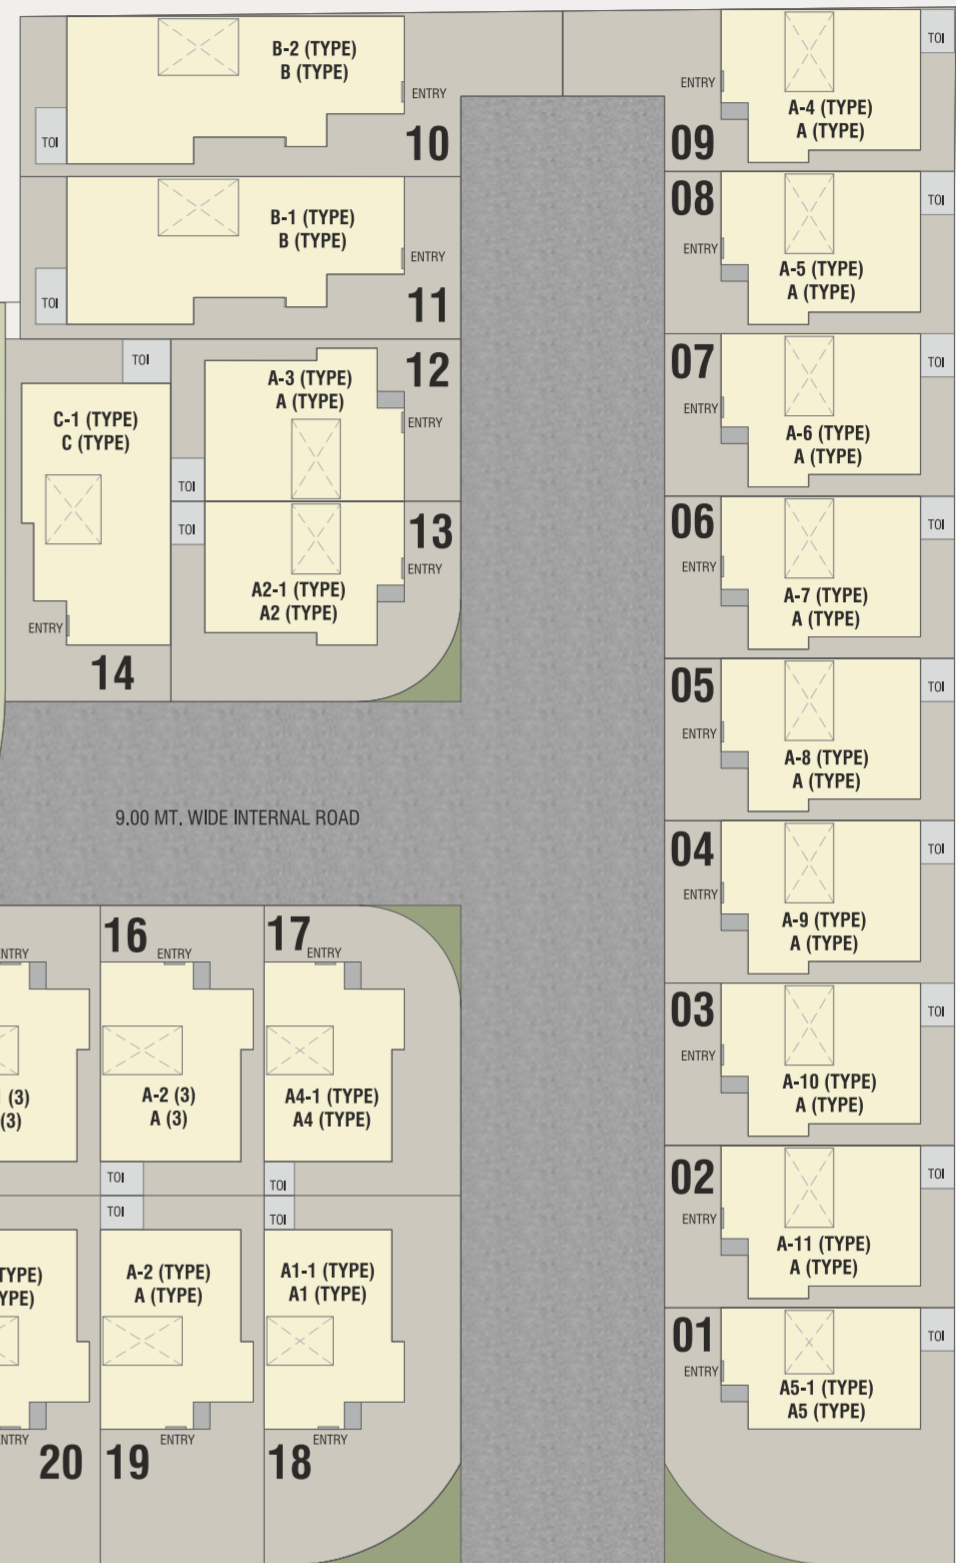 B-2 (TYPE)
B (TYPE)
ENTRY
TOI
10
B-1 (TYPE)
B (TYPE)
ENTRY
TOI
11
TOI
C-1 (TYPE)
C (TYPE)
ENTRY
14
12
A-3 (TYPE)
A (TYPE)
ENTRY
TOI
TOI
13
ENTRY
A2-1 (TYPE)
A2 (TYPE)
TOI
ENTRY
A-4 (TYPE)
A (TYPE)
09
08
TOI
ENTRY
A-5 (TYPE)
A (TYPE)
07
TOI
ENTRY
A-6 (TYPE)
A (TYPE)
06
TOI
ENTRY
A-7 (TYPE)
A (TYPE)
05
TOI
ENTRY
A-8 (TYPE)
A (TYPE)
9.00 MT. WIDE INTERNAL ROAD
04
TOI
ENTRY
A-9 (TYPE)
A (TYPE)
03
TOI
ENTRY
A-10 (TYPE)
A (TYPE)
02
TOI
ENTRY
A-11 (TYPE)
A (TYPE)
01
TOI
ENTRY
A5-1 (TYPE)
A5 (TYPE)
NTRY
(3)
(3)
16
ENTRY
A-2 (3)
A (3)
TOI
17
ENTRY
A4-1 (TYPE)
A4 (TYPE)
TOI
TYPE)
YPE)
NTRY
20
TOI
A-2 (TYPE)
A (TYPE)
ENTRY
19
TOI
A1-1 (TYPE)
A1 (TYPE)
ENTRY
18